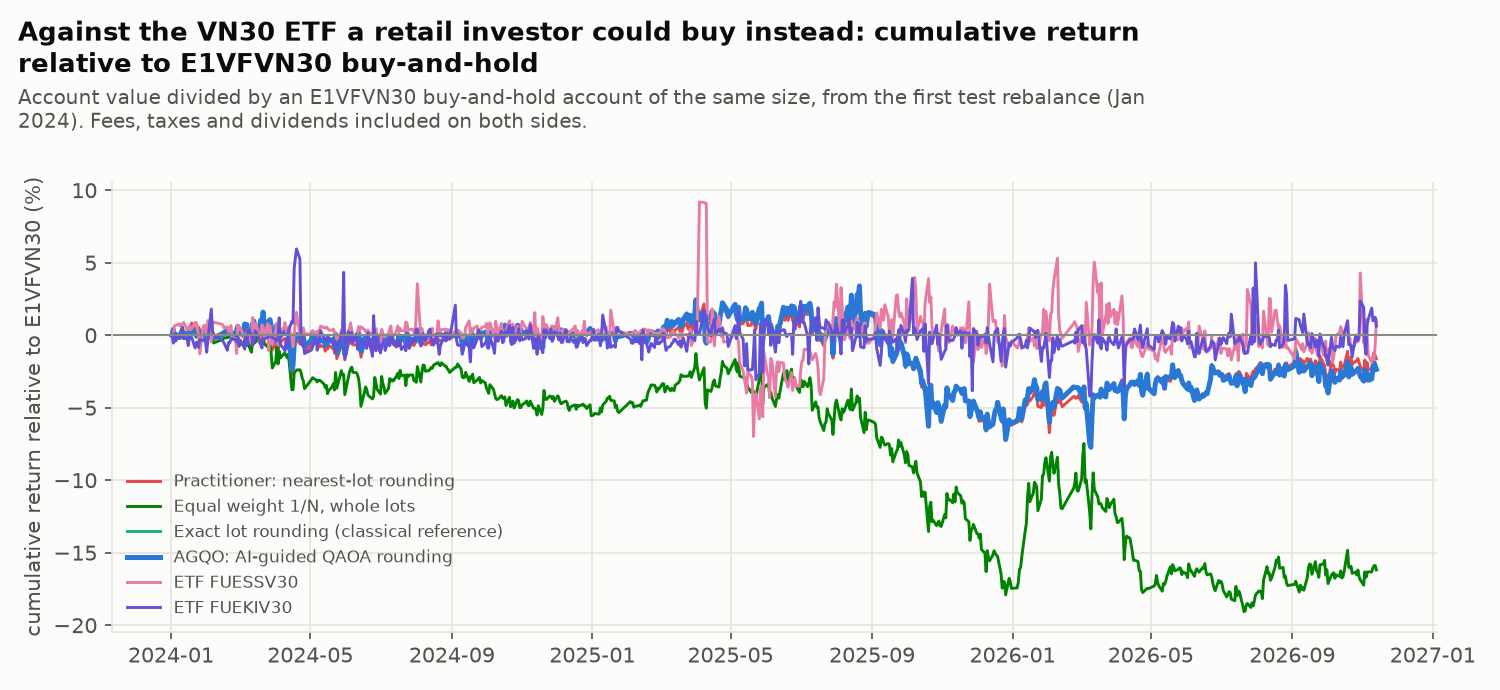 Against the VN30 ETF a retail investor could buy instead: cumulative return
relative to E1VFVN30 buy-and-hold
Account value divided by an E1VFVN30 buy-and-hold account of the same size, from the first test rebalance (Jan
2024). Fees, taxes and dividends included on both sides.
cumulative return relative to E1VFVN30 (%)
10
5
0
−5
−10
−15
−20
Practitioner: nearest-lot rounding
Equal weight 1/N, whole lots
Exact lot rounding (classical reference)
AGQO: AI-guided QAOA rounding
ETF FUESSV30
ETF FUEKIV30
2024-01
2024-05
2024-09
2025-01
2025-05
2025-09
2026-01
2026-05
2026-09
2027-01